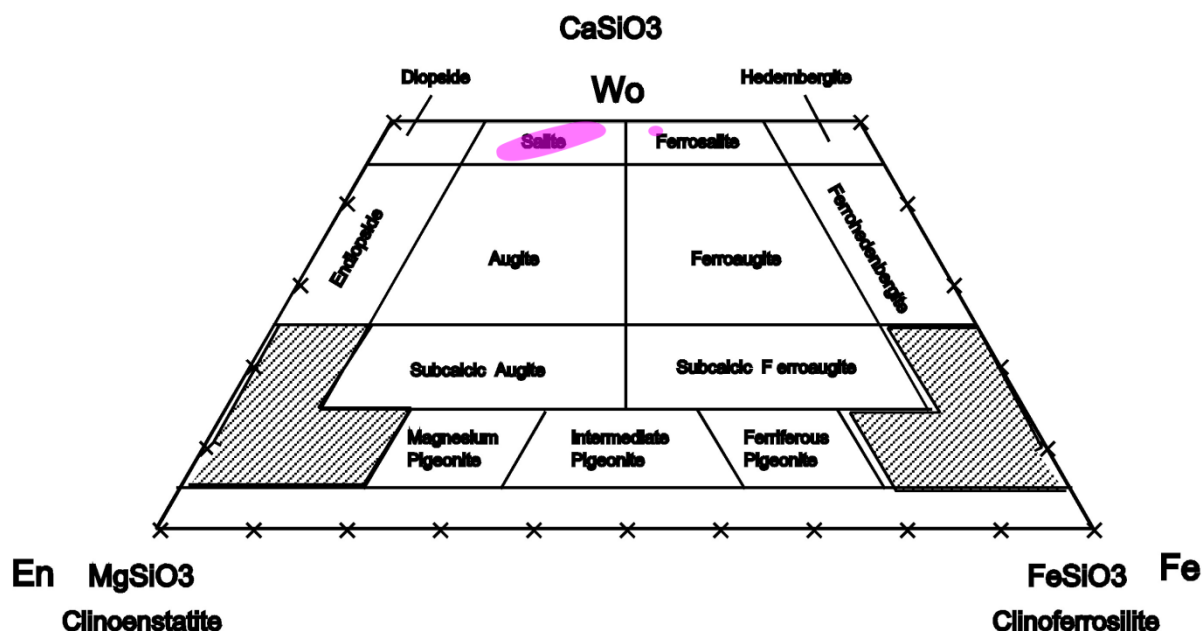 CaSiO3
Diopside
Hedembergite
Wo
Salite
Ferrosalite
Endiopside
Ferrohedenbergite
Augite
Ferroaugite
Subcalcic Augite
Subcalcic F erroaugite
Magnesium
Pigeonite
Intermediate
Pigeonite
Ferriferous
Pigeonite
En
MgSiO3
FeSiO3
Fe
Clinoenstatite
Clinoferrosilite